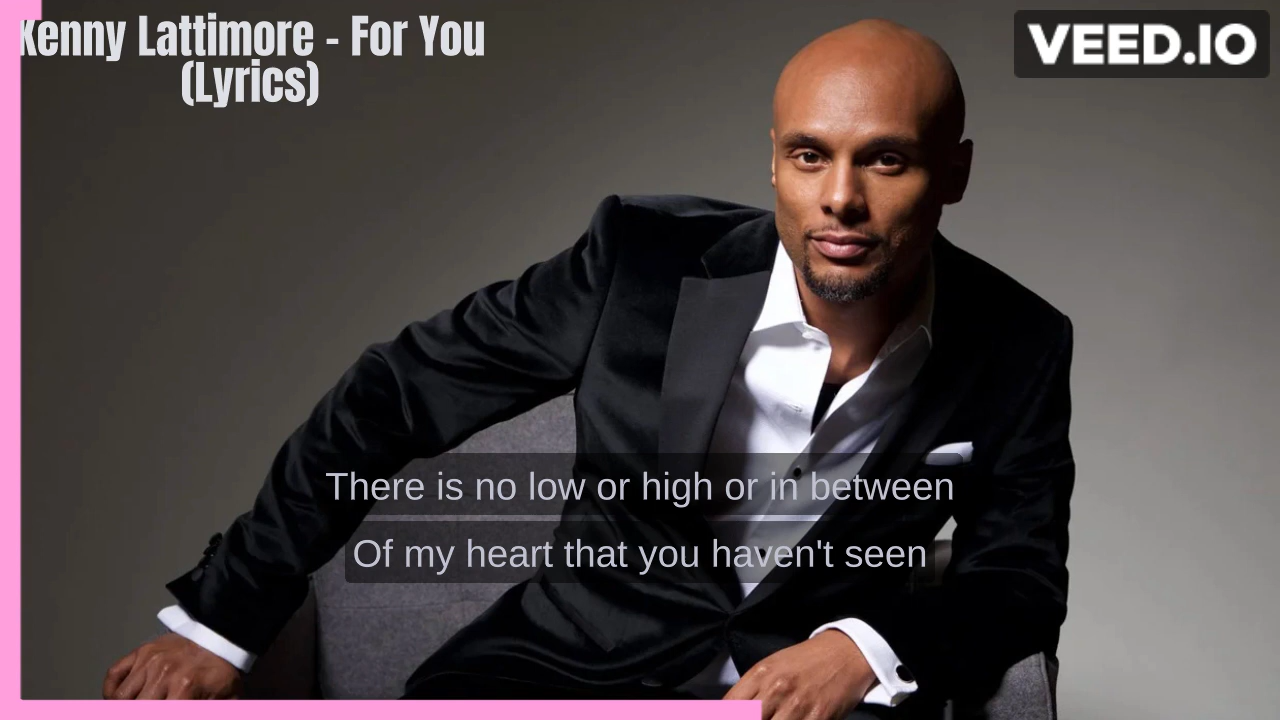 Kenny Lattimore - For You
(Lyrics)
VEED.IO
There is no low or high or in between
Of my heart that you haven't seen